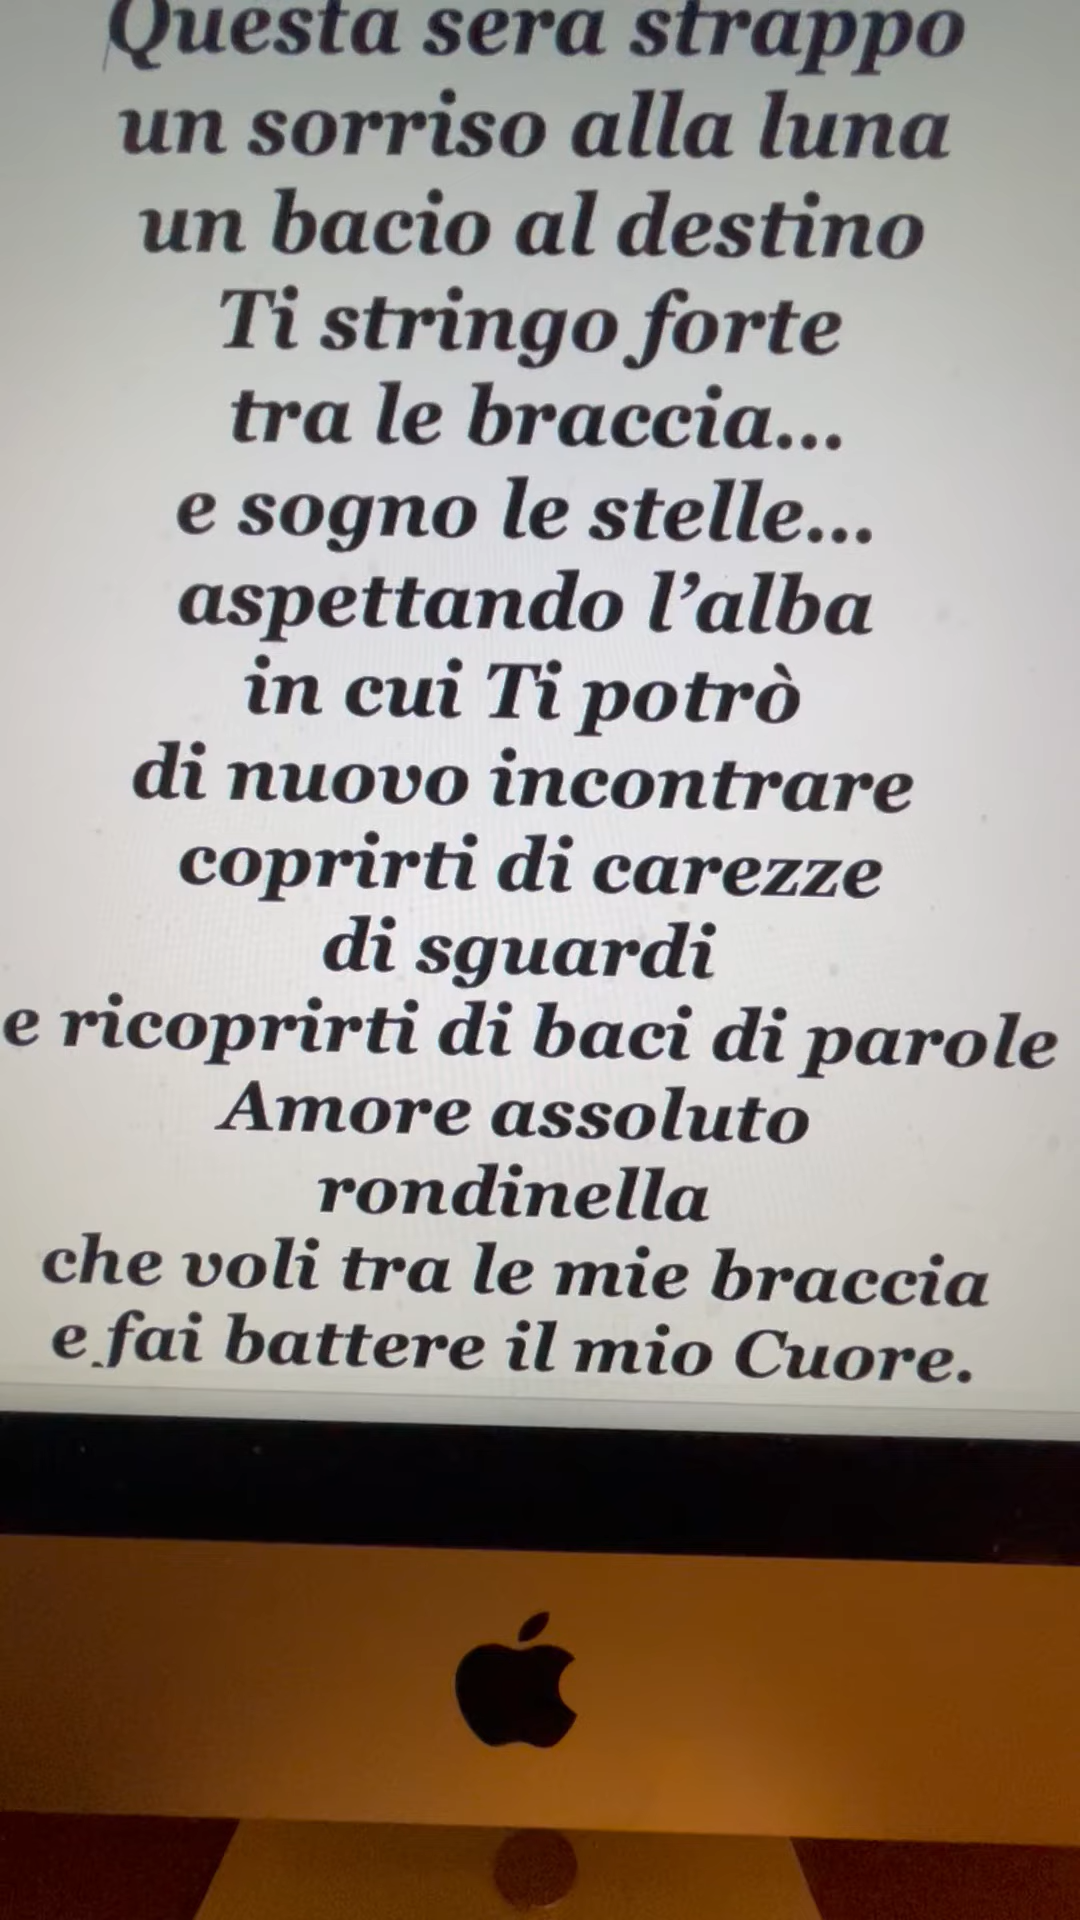 Questa sera strappo
un sorriso alla luna
un bacio al destino
Ti stringo forte
tra le braccia...
e sogno le stelle...
aspettando l’alba
in cui Ti potrò
di nuovo incontrare
coprirti di carezze
di sguardi
e ricoprirti di baci di parole
Amore assoluto
rondinella
che voli tra le mie braccia
e fai battere il mio Cuore.